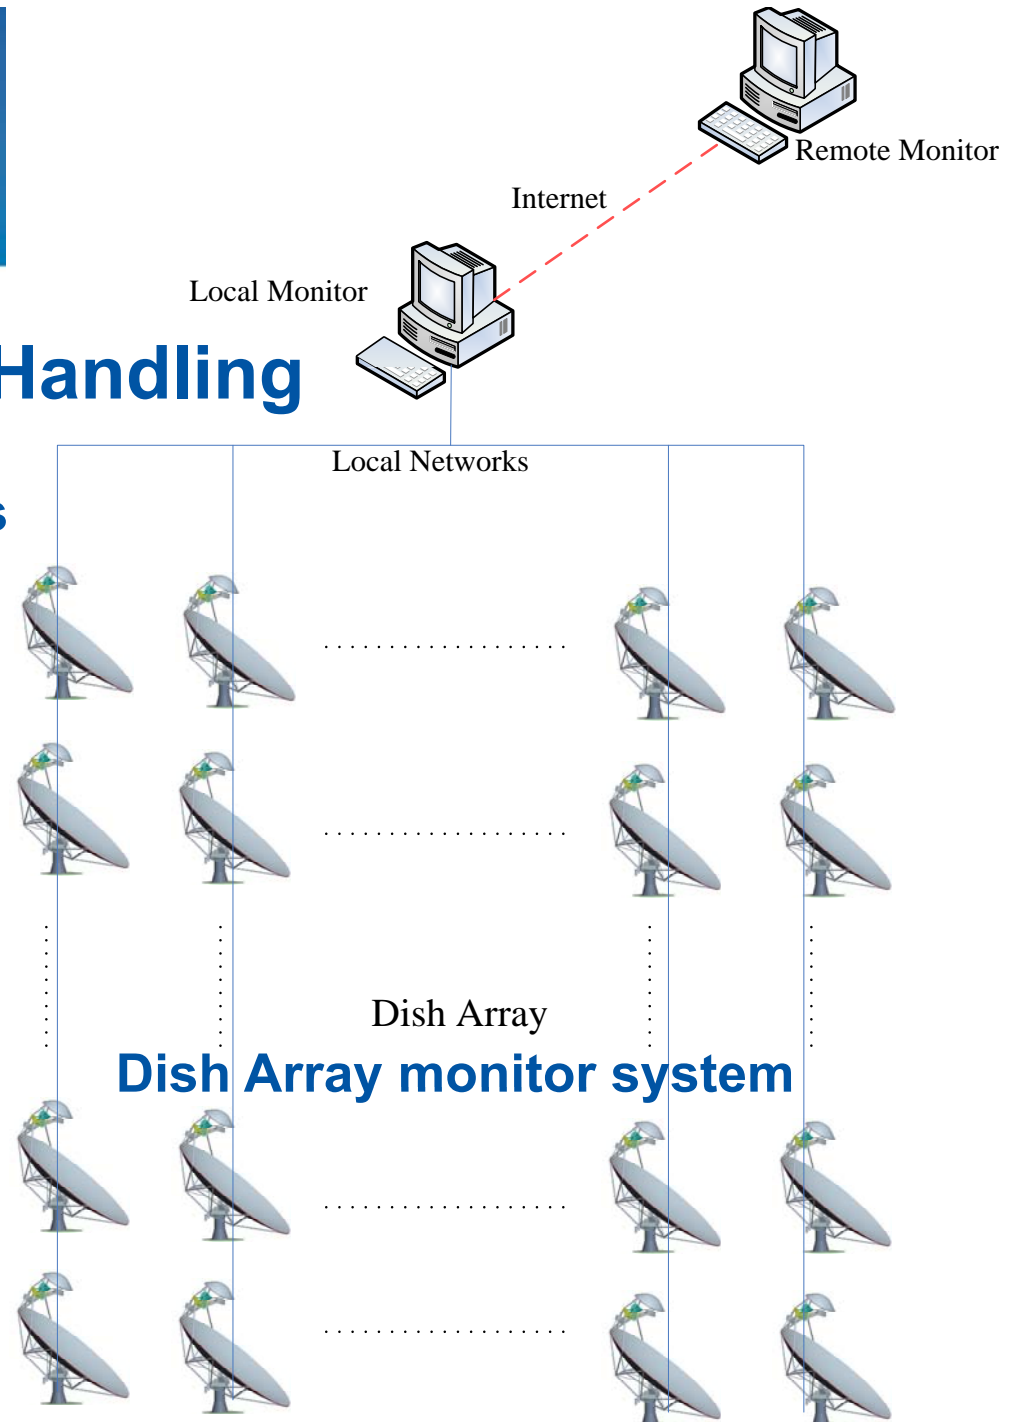 Remote Monitor
Internet
Local Monitor
Handling
Local Networks
s
Dish Array
Dish Array monitor system